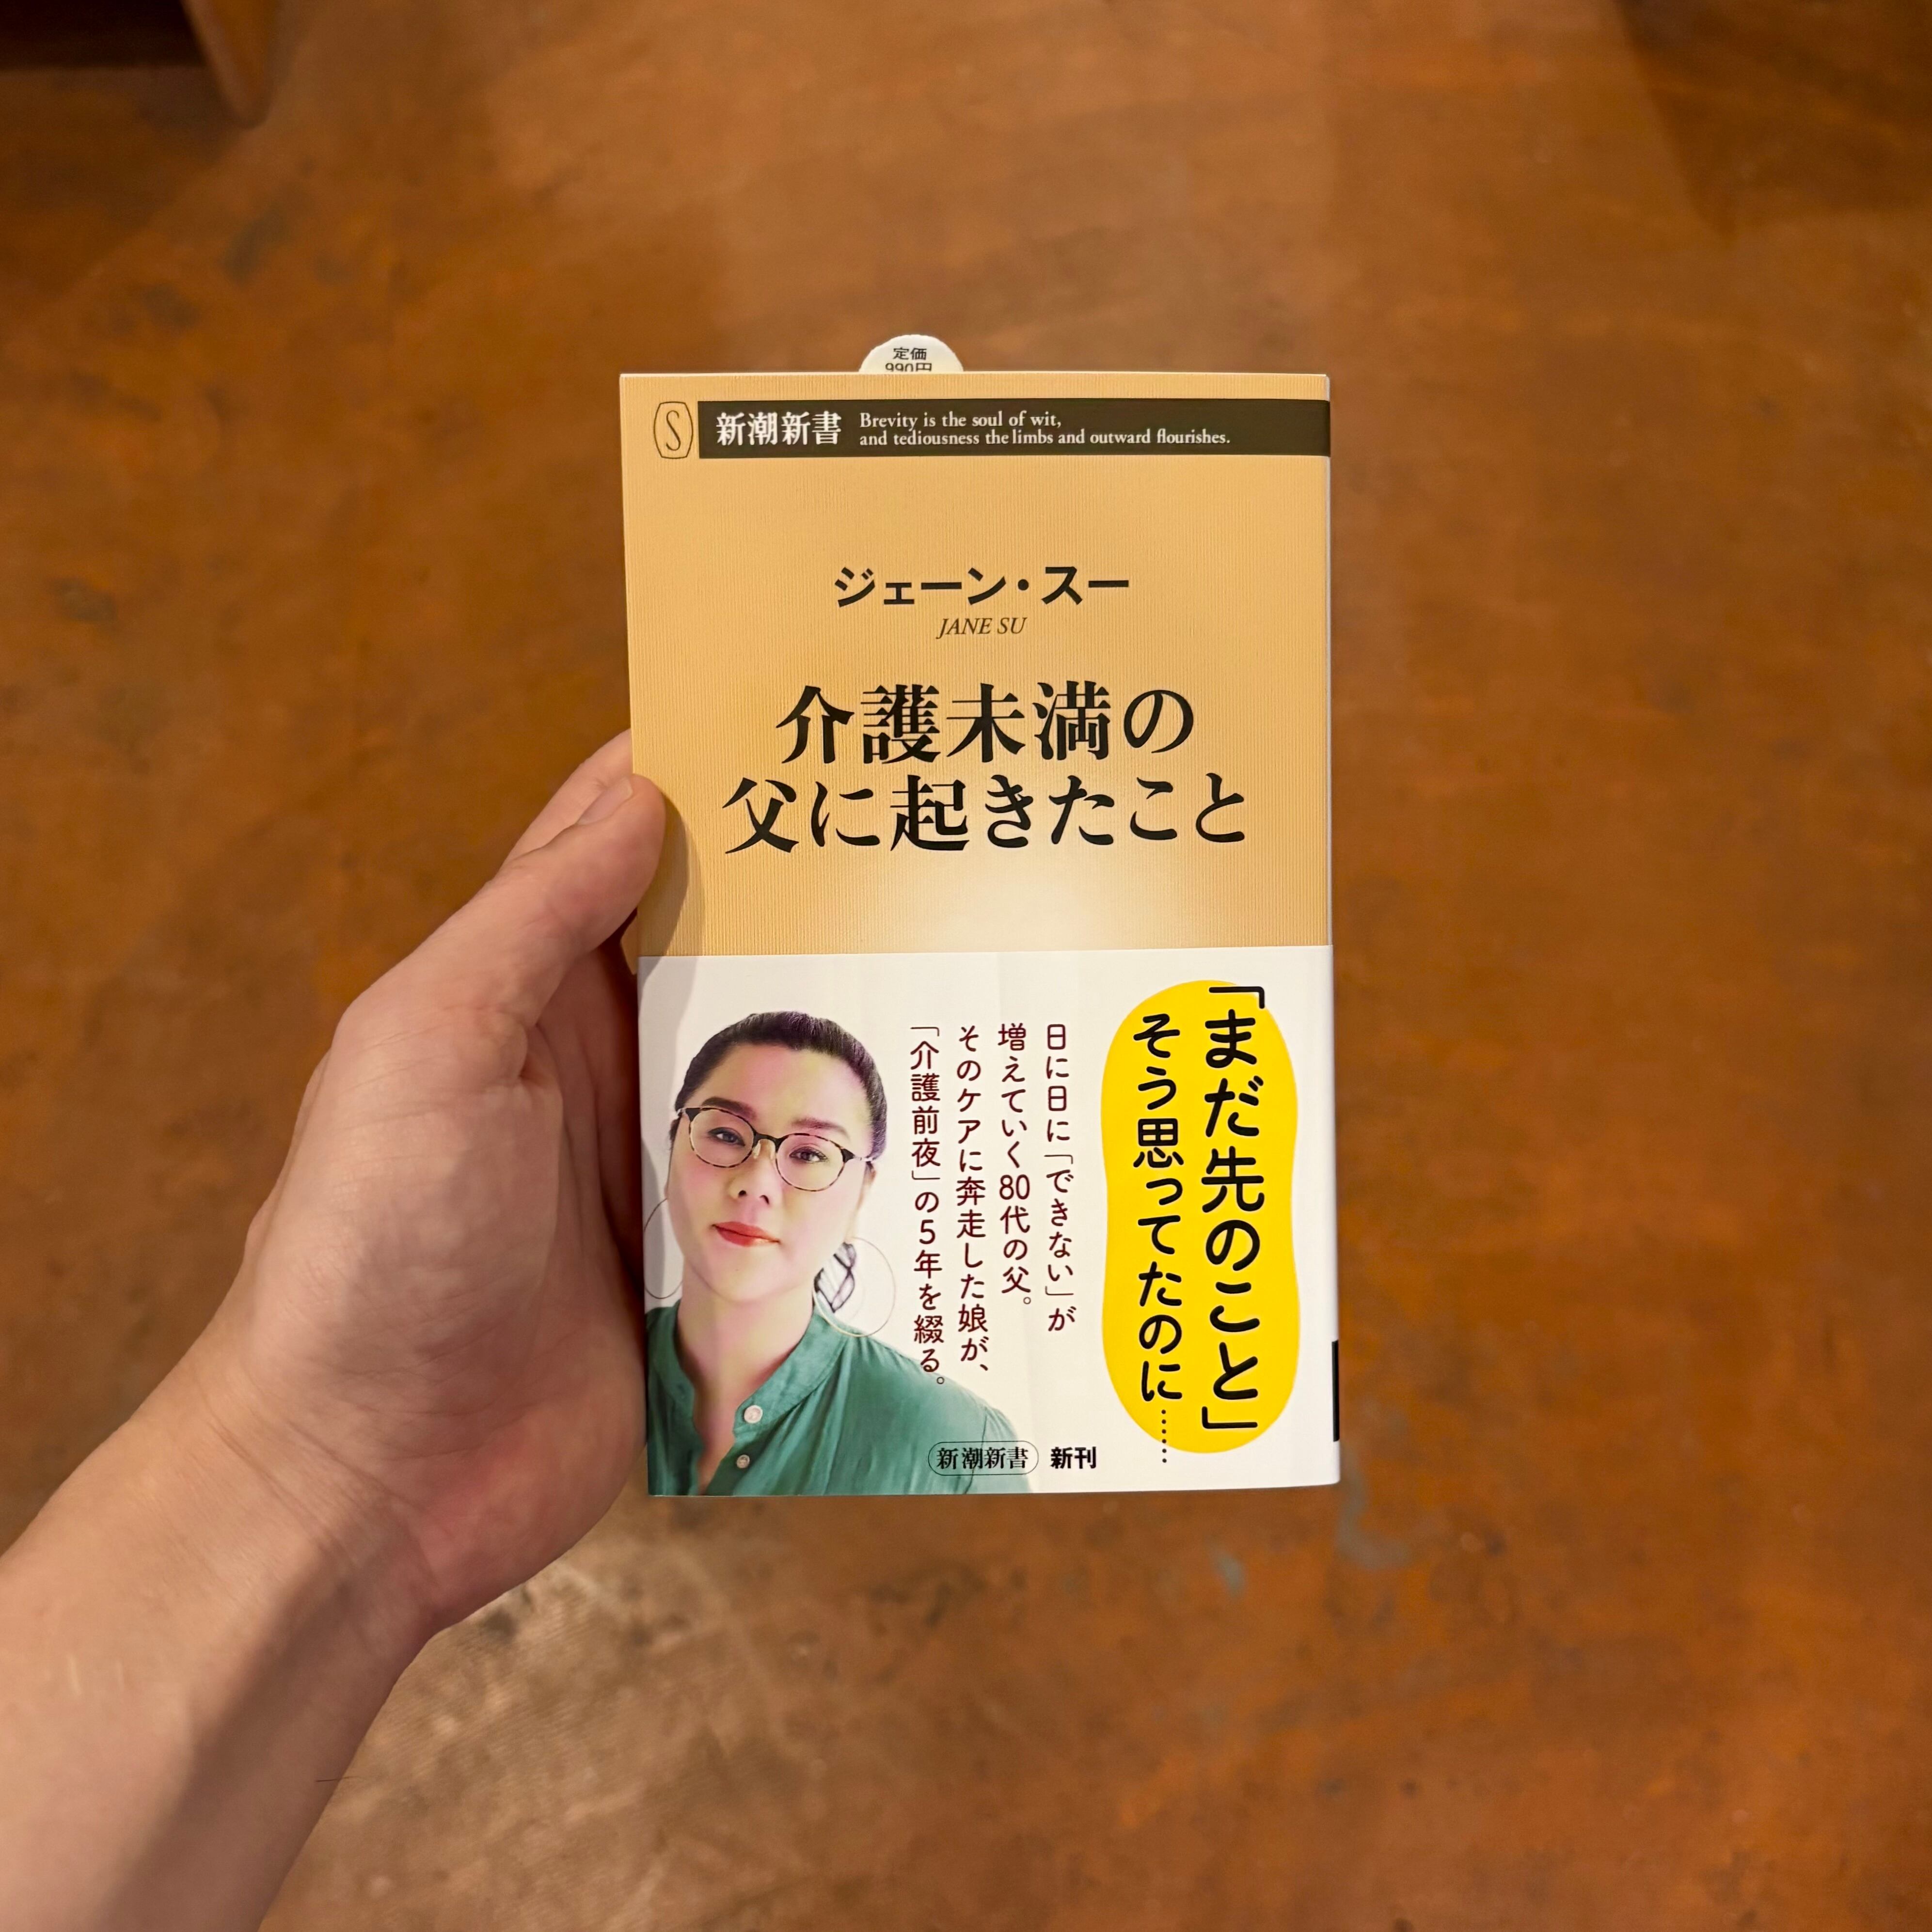 定価
990円
S
新潮新書
Brevity is the soul of wit,
and tediousness the limbs and outward flourishes.
ジェーン・スー
JANE SU
介護未満の
父に起きたこと
「まだ先のこと」
そう思ってたのに……
日に日に「できない」が
増えていく80代の父。
そのケアに奔走した娘が、
「介護前夜」の5年を綴る。
新潮新書 新刊